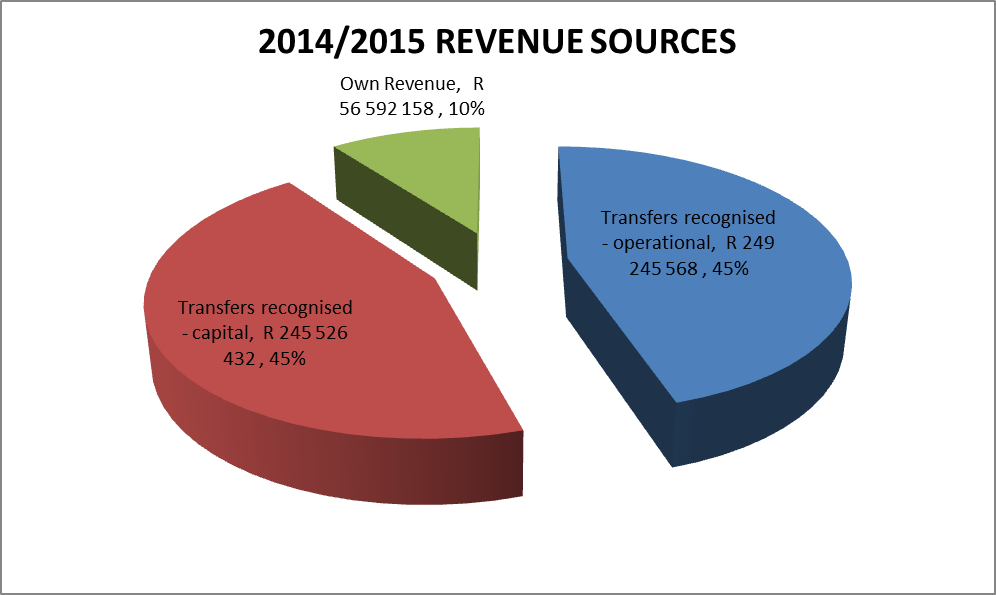 2014/2015 REVENUE SOURCES
Own Revenue, R
56 592 158 , 10%
Transfers recognised
- operational, R 249
245 568 , 45%
Transfers recognised
- capital, R 245 526
432 , 45%